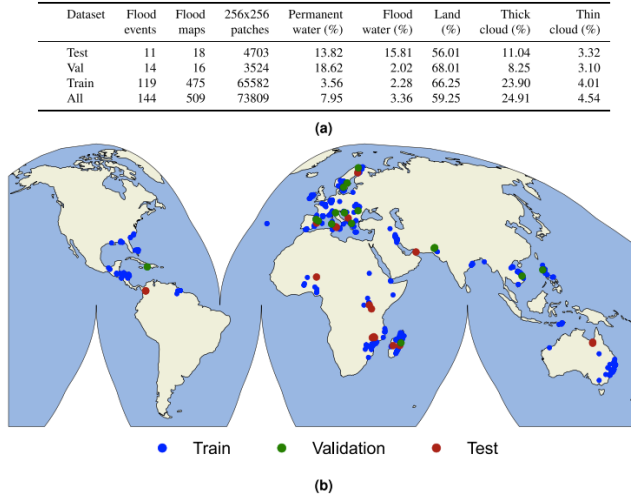 Dataset Flood events Flood maps 256x256 patches Permanent water (%) Flood water (%) Land (%) Thick cloud (%) Thin cloud (%)
Test 11 18 4703 13.82 15.81 56.01 11.04 3.32
Val 14 16 3524 18.62 2.02 68.01 8.25 3.10
Train 119 475 65582 3.56 2.28 66.25 23.90 4.01
All 144 509 73809 7.95 3.36 59.25 24.91 4.54
(a)
Train Validation Test
(b)